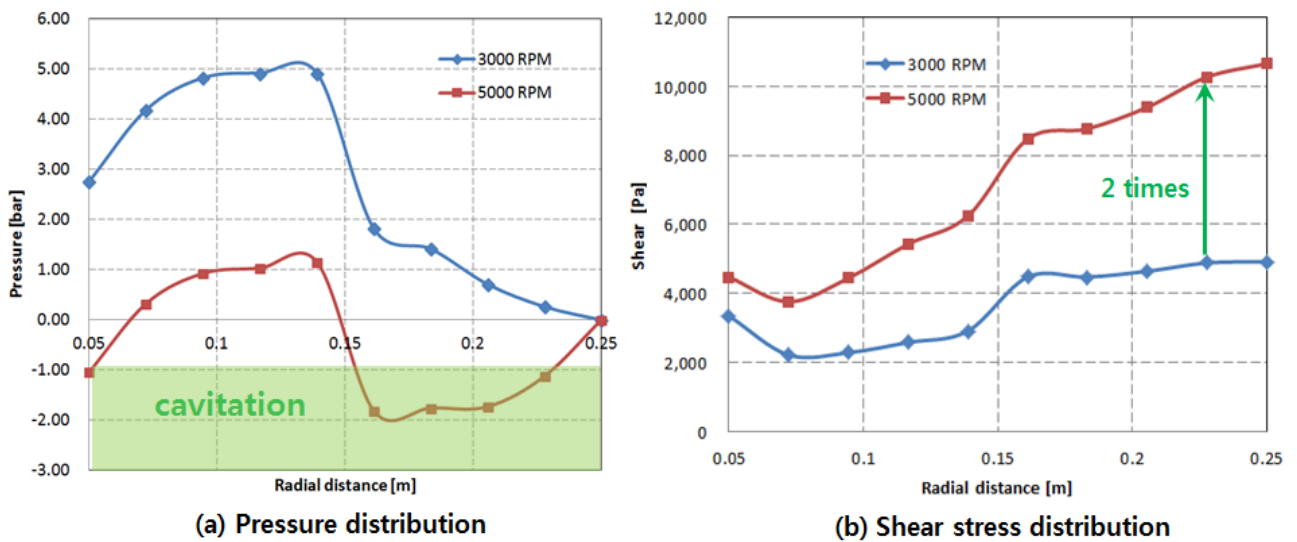 6.00
5.00
4.00
3.00
2.00
1.00
0.00
-1.00
-2.00
-3.00
Pressure [bar]
3000 RPM
5000 RPM
0.05
0.1
0.15
0.2
0.25
cavitation
Radial distance [m]
(a) Pressure distribution
12,000
10,000
8,000
6,000
4,000
2,000
0
Shear [Pa]
3000 RPM
5000 RPM
2 times
0.05
0.1
0.15
0.2
0.25
Radial distance [m]
(b) Shear stress distribution